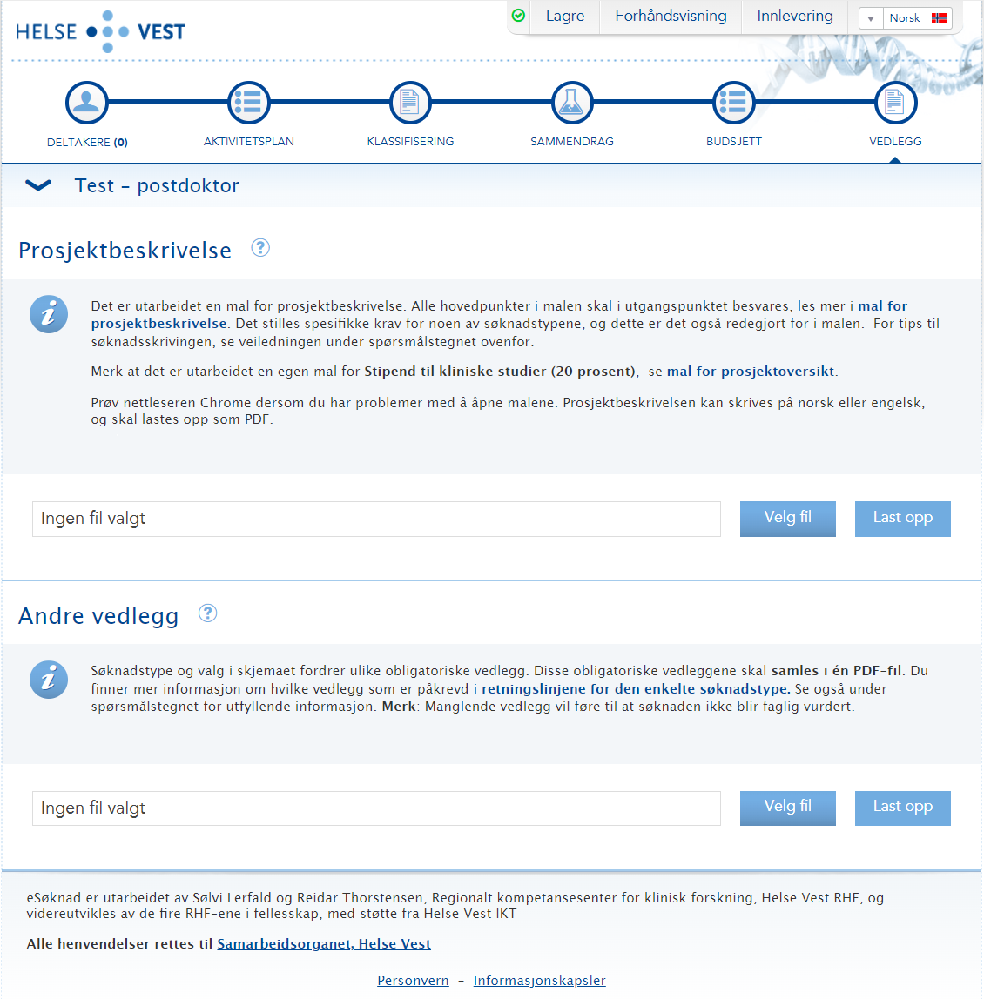 HELSE VEST
Lagre Forhåndsvisning Innlevering Norsk
DELTAKERE (0) AKTIVITETSPLAN KLASSIFISERING SAMMENDRAG BUDSJETT VEDLEGG
Test – postdoktor
Prosjektbeskrivelse ?
i
Det er utarbeidet en mal for prosjektbeskrivelse. Alle hovedpunkter i malen skal i utgangspunktet besvares, les mer i mal for
prosjektbeskrivelse. Det stilles spesifikke krav for noen av søknadstypene, og dette er det også redegjort for i malen. For tips til
søknadsskrivingen, se veiledningen under spørsmålstegnet ovenfor.
Merk at det er utarbeidet en egen mal for Stipend til kliniske studier (20 prosent), se mal for prosjektoversikt.
Prøv nettleseren Chrome dersom du har problemer med å åpne malene. Prosjektbeskrivelsen kan skrives på norsk eller engelsk,
og skal lastes opp som PDF.
Ingen fil valgt Velg fil Last opp
Andre vedlegg ?
i
Søknadstype og valg i skjemaet fordrer ulike obligatoriske vedlegg. Disse obligatoriske vedleggene skal samles i én PDF-fil. Du
finner mer informasjon om hvilke vedlegg som er påkrevd i retningslinjene for den enkelte søknadstype. Se også under
spørsmålstegnet for utfyllende informasjon. Merk: Manglende vedlegg vil føre til at søknaden ikke blir faglig vurdert.
Ingen fil valgt Velg fil Last opp
eSøknad er utarbeidet av Sølvi Lerfald og Reidar Thorstensen, Regionalt kompetansesenter for klinisk forskning, Helse Vest RHF, og
videreutvikles av de fire RHF-ene i fellesskap, med støtte fra Helse Vest IKT
Alle henvendelser rettes til Samarbeidsorganet, Helse Vest
Personvern – Informasjonskapsler